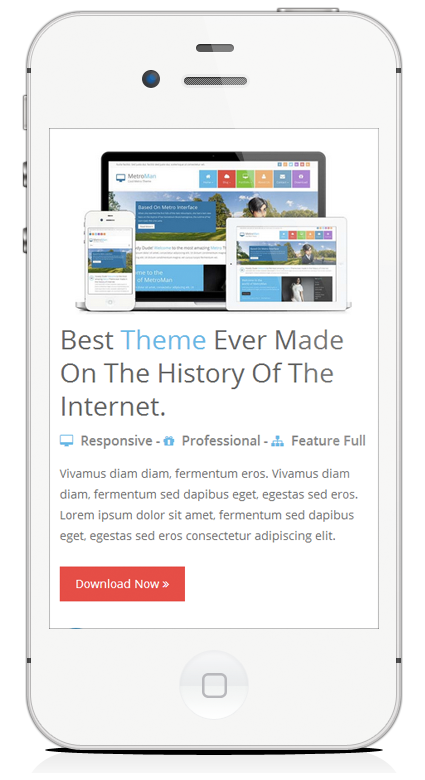 MetroMan
Based On Metro Interface
Best Theme Ever Made
On The History Of The
Internet.
Responsive - Professional - Feature Full
Vivamus diam diam, fermentum eros. Vivamus diam
diam, fermentum sed dapibus eget, egestas sed eros.
Lorem ipsum dolor sit amet, fermentum sed dapibus
eget, egestas sed eros consectetur adipiscing elit.
Download Now »